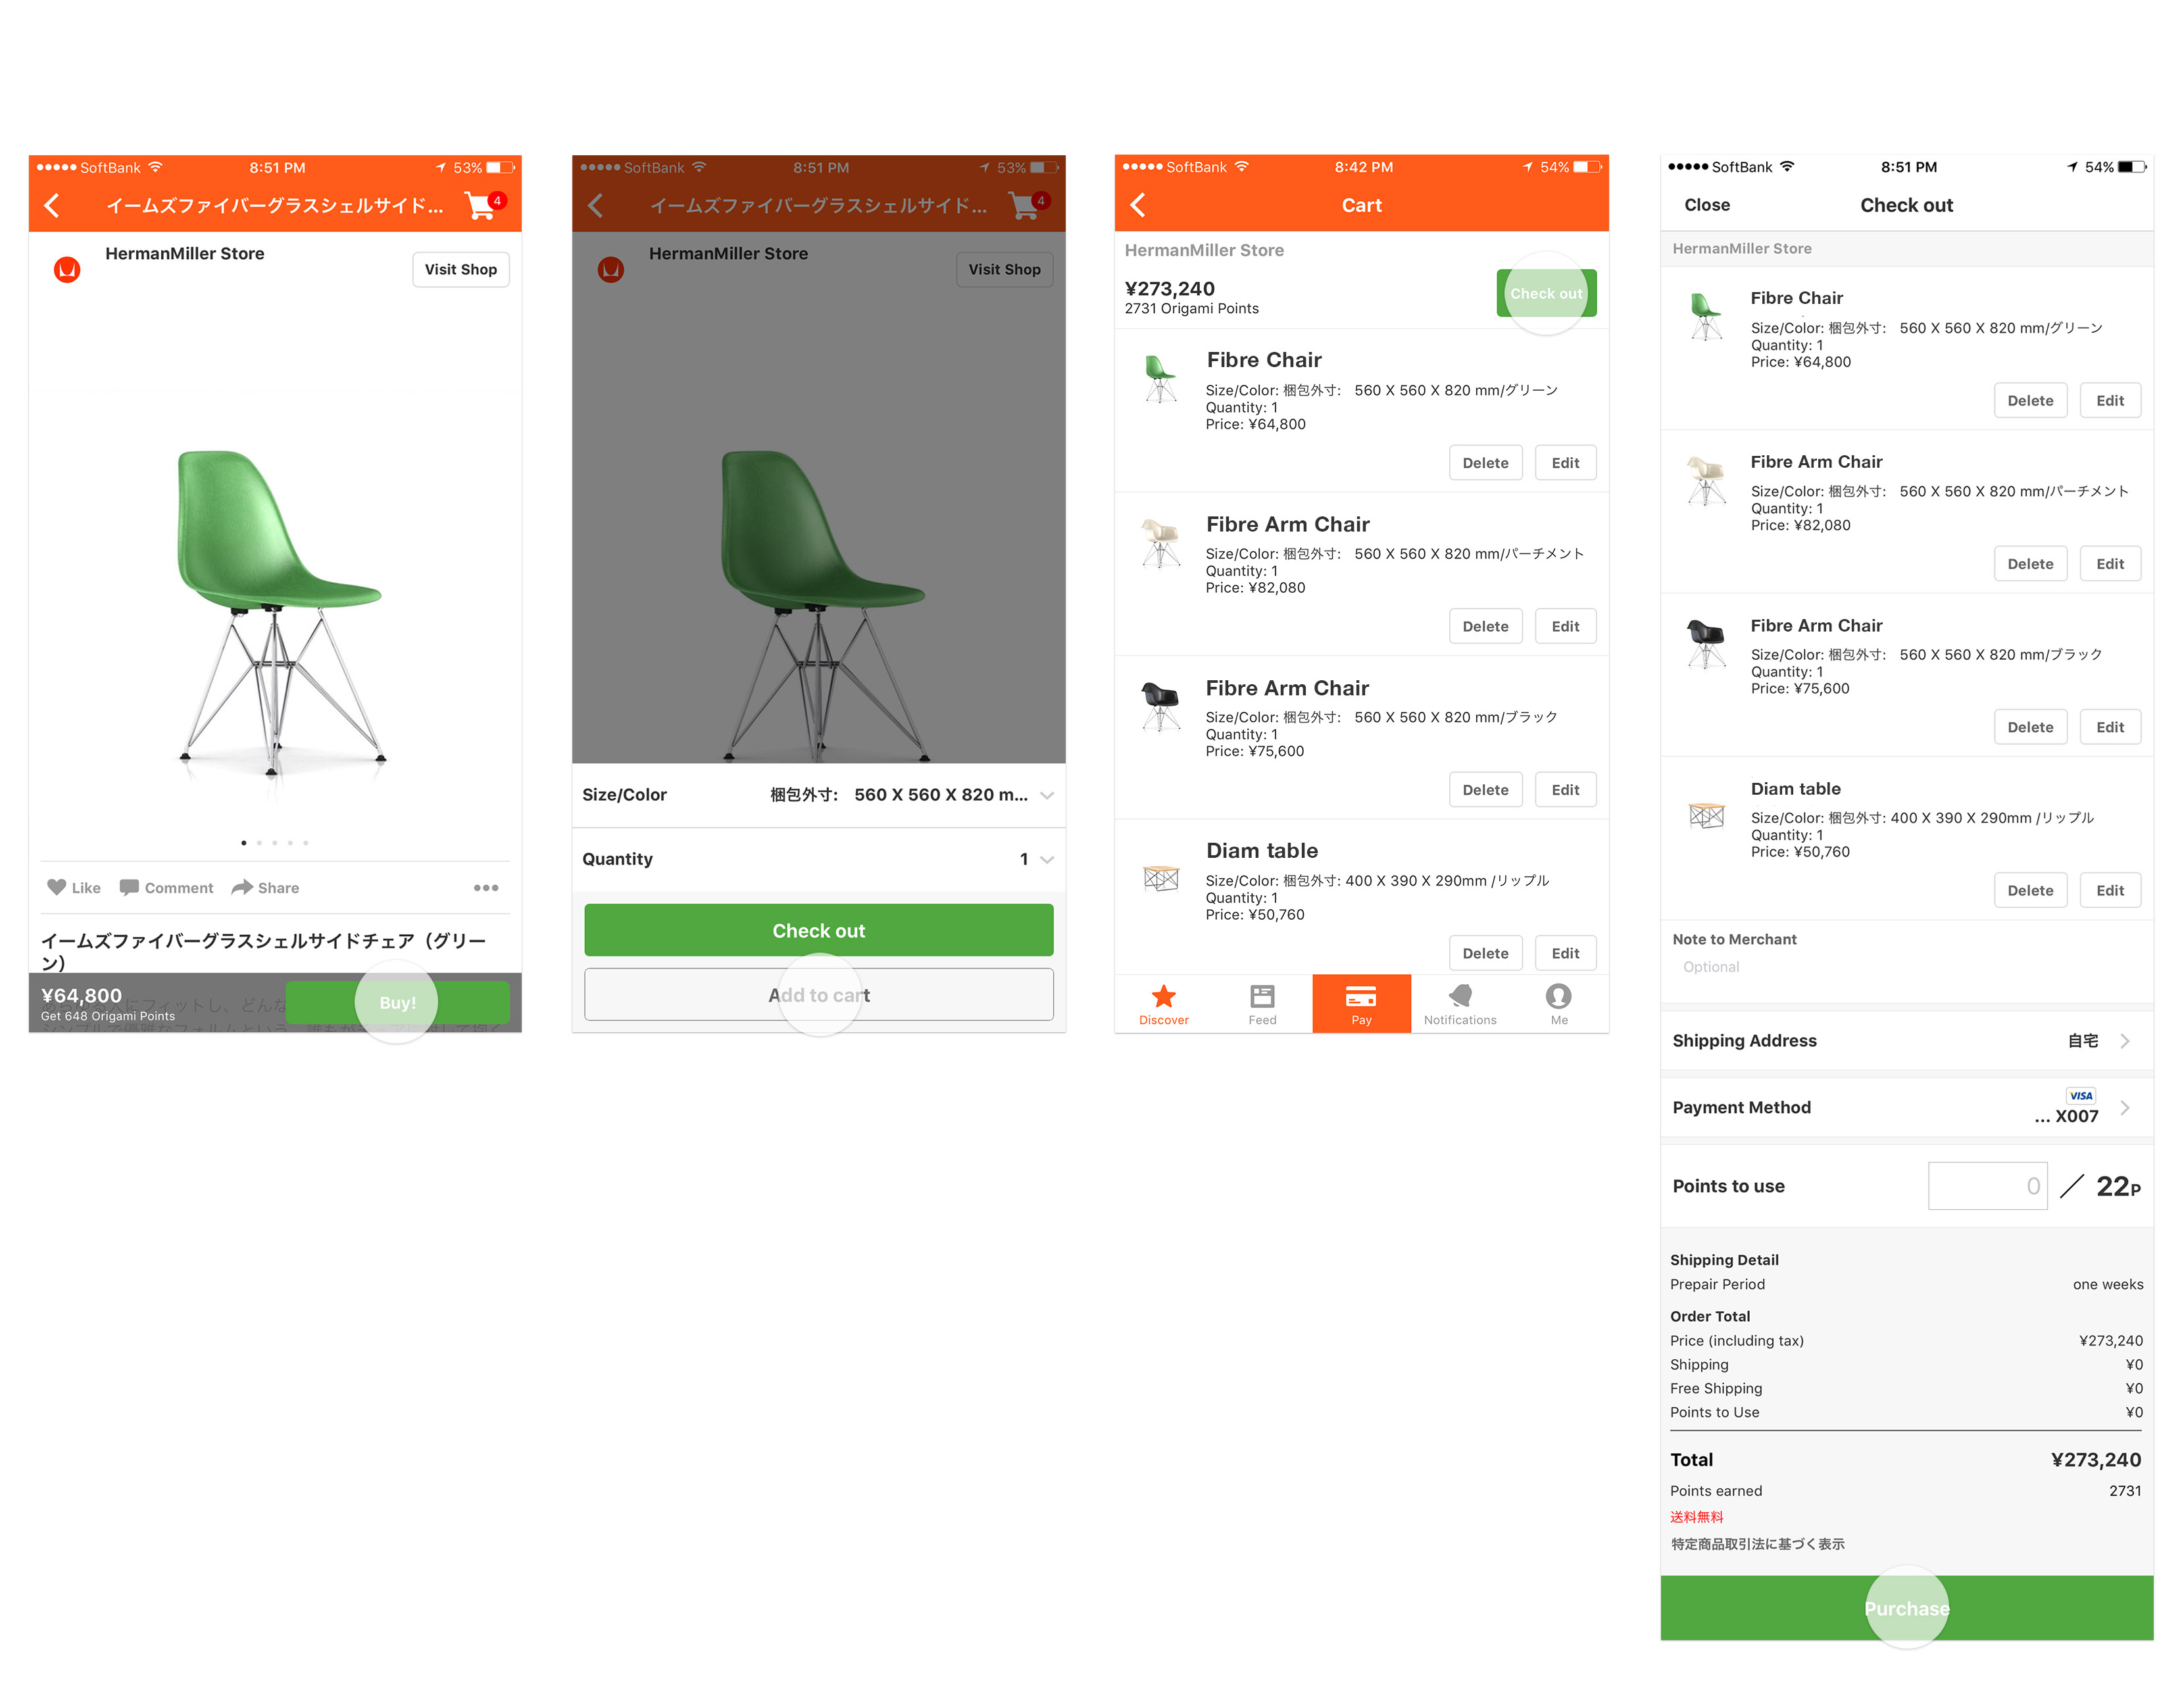 SoftBank 8:51 PM 53%
イームズファイバーグラスシェルサイド... 4
HermanMiller Store
Visit Shop
Like Comment Share
イームズファイバーグラスシェルサイドチェア（グリー
ン）
¥64,800
Get 648 Origami Points
Buy!
SoftBank 8:51 PM 53%
イームズファイバーグラスシェルサイド... 4
HermanMiller Store
Visit Shop
Size/Color 梱包外寸: 560 X 560 X 820 m...
Quantity 1
Check out
Add to cart
SoftBank 8:42 PM 54%
Cart
HermanMiller Store
¥273,240
2731 Origami Points
Check out
Fibre Chair
Size/Color: 梱包外寸: 560 X 560 X 820 mm/グリーン
Quantity: 1
Price: ¥64,800
Delete Edit
Fibre Arm Chair
Size/Color: 梱包外寸: 560 X 560 X 820 mm/パーチメント
Quantity: 1
Price: ¥82,080
Delete Edit
Fibre Arm Chair
Size/Color: 梱包外寸: 560 X 560 X 820 mm/ブラック
Quantity: 1
Price: ¥75,600
Delete Edit
Diam table
Size/Color: 梱包外寸: 400 X 390 X 290mm /リップル
Quantity: 1
Price: ¥50,760
Delete Edit
Discover Feed Pay Notifications Me
SoftBank 8:51 PM 54%
Close Check out
HermanMiller Store
Fibre Chair
Size/Color: 梱包外寸: 560 X 560 X 820 mm/グリーン
Quantity: 1
Price: ¥64,800
Delete Edit
Fibre Arm Chair
Size/Color: 梱包外寸: 560 X 560 X 820 mm/パーチメント
Quantity: 1
Price: ¥82,080
Delete Edit
Fibre Arm Chair
Size/Color: 梱包外寸: 560 X 560 X 820 mm/ブラック
Quantity: 1
Price: ¥75,600
Delete Edit
Diam table
Size/Color: 梱包外寸: 400 X 390 X 290mm /リップル
Quantity: 1
Price: ¥50,760
Delete Edit
Note to Merchant
Optional
Shipping Address 自宅
Payment Method VISA
... X007
Points to use 0 / 22P
Shipping Detail
Prepair Period one weeks
Order Total
Price (including tax) ¥273,240
Shipping ¥0
Free Shipping ¥0
Points to Use ¥0
Total ¥273,240
Points earned 2731
送料無料
特定商品取引法に基づく表示
Purchase